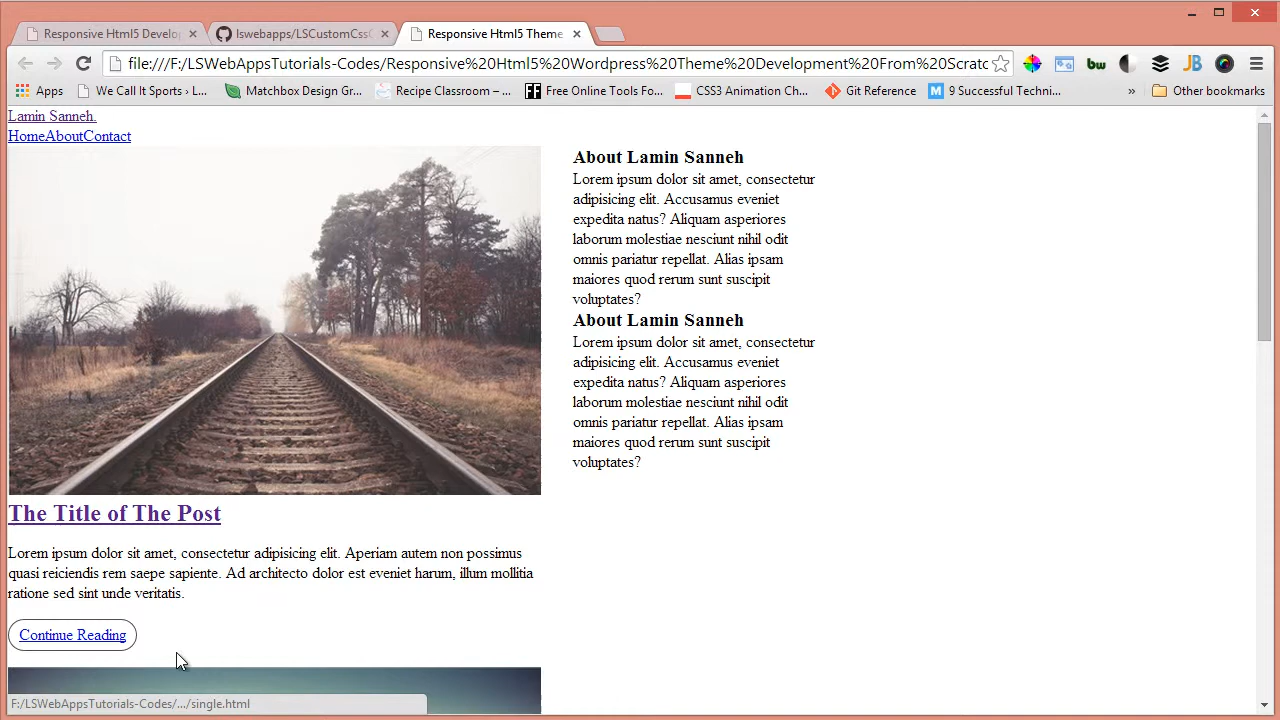 Responsive Html5 Develo
lswebapps/LSCustomCss
Responsive Html5 Theme
file:///F:/LSWebAppsTutorials-Codes/Responsive%20Html5%20Wordpress%20Theme%20Development%20From%20Scratc
bw
JB
Apps
We Call It Sports › L...
Matchbox Design Gr...
Recipe Classroom – ...
FF
Free Online Tools Fo...
CSS3 Animation Ch...
Git Reference
M
9 Successful Techni...
»
Other bookmarks
Lamin Sanneh.
HomeAboutContact
About Lamin Sanneh
Lorem ipsum dolor sit amet, consectetur
adipisicing elit. Accusamus eveniet
expedita natus? Aliquam asperiores
laborum molestiae nesciunt nihil odit
omnis pariatur repellat. Alias ipsam
maiores quod rerum sunt suscipit
voluptates?
About Lamin Sanneh
Lorem ipsum dolor sit amet, consectetur
adipisicing elit. Accusamus eveniet
expedita natus? Aliquam asperiores
laborum molestiae nesciunt nihil odit
omnis pariatur repellat. Alias ipsam
maiores quod rerum sunt suscipit
voluptates?
The Title of The Post
Lorem ipsum dolor sit amet, consectetur adipisicing elit. Aperiam autem non possimus
quasi reiciendis rem saepe sapiente. Ad architecto dolor est eveniet harum, illum mollitia
ratione sed sint unde veritatis.
Continue Reading
F:/LSWebAppsTutorials-Codes/.../single.html